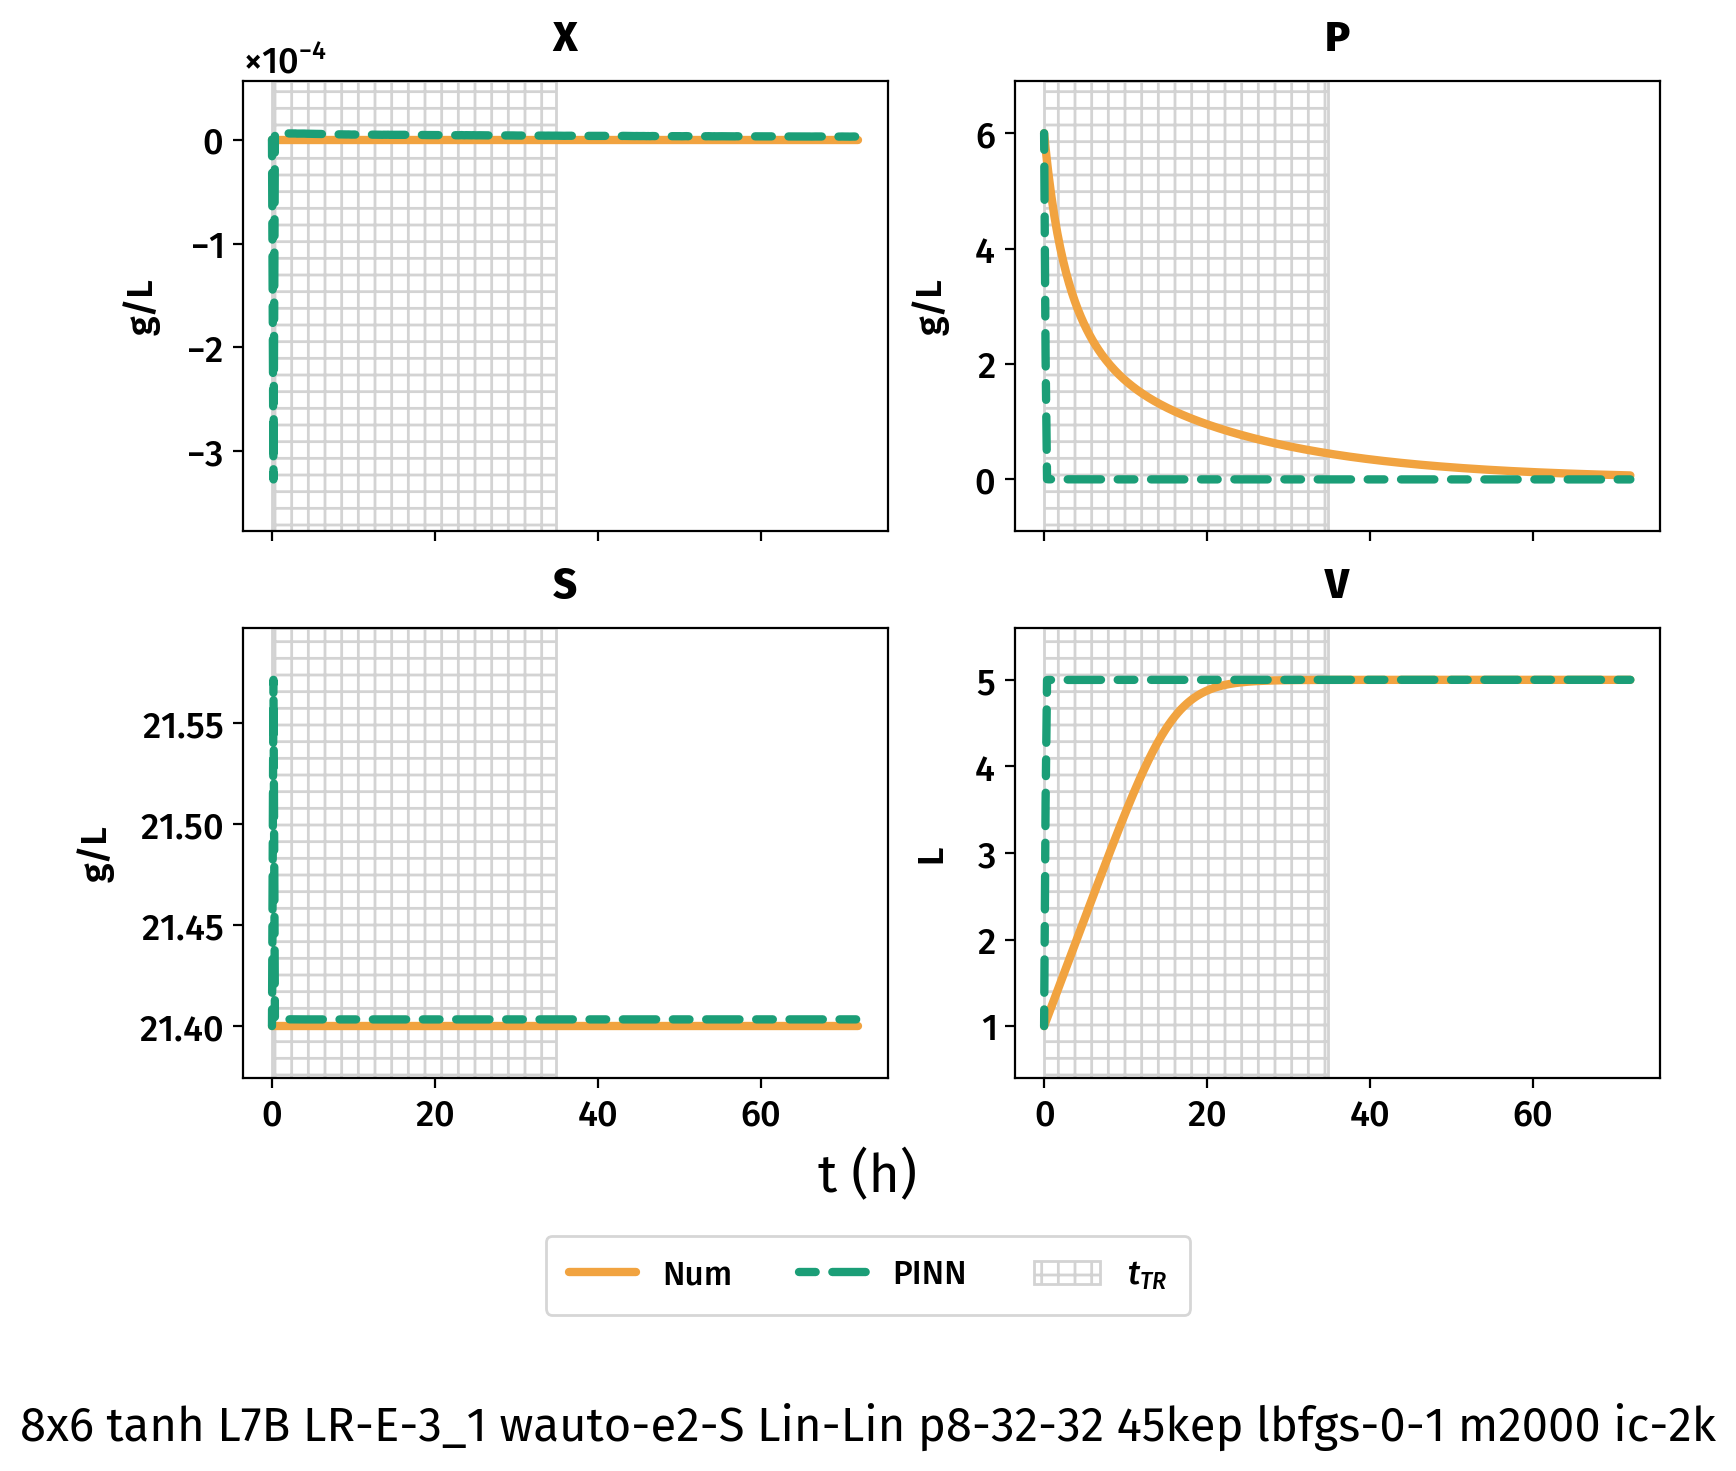 X
×10⁻⁴
g/L
0
−1
−2
−3
P
g/L
6
4
2
0
S
g/L
21.55
21.50
21.45
21.40
0 20 40 60
V
L
5
4
3
2
1
0 20 40 60
t (h)
Num PINN t_TR
8x6 tanh L7B LR-E-3_1 wauto-e2-S Lin-Lin p8-32-32 45kep lbfgs-0-1 m2000 ic-2k